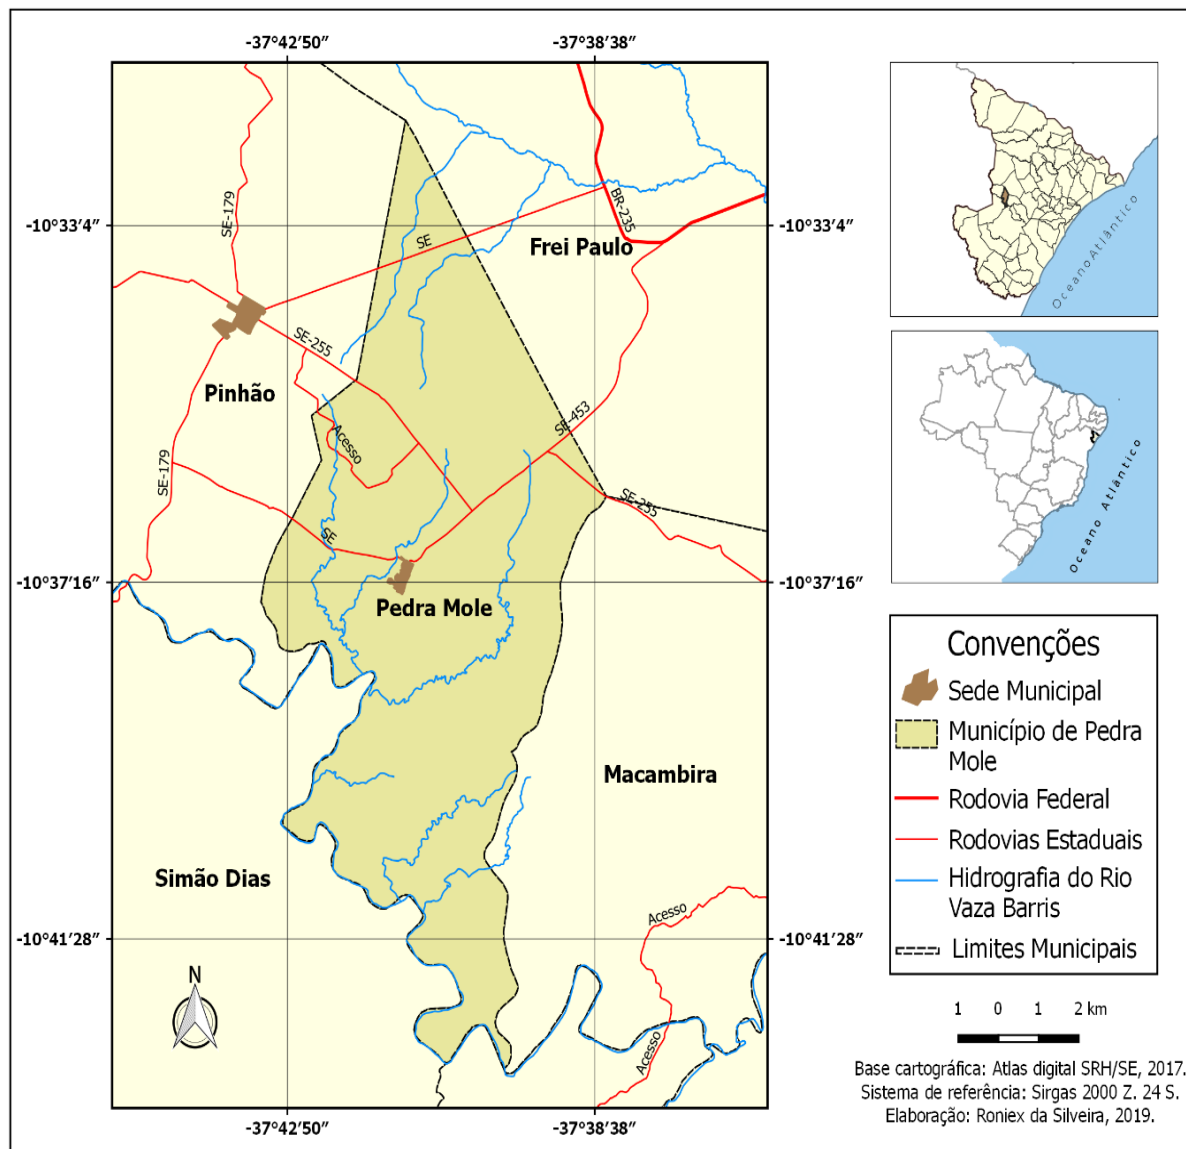 -37°42’50”
-37°38’38”
-10°33’4”
-10°33’4”
SE-179
BR-235
SE
Frei Paulo
SE-255
Pinhão
Acesso
SE-453
SE-179
SE-255
SE
-10°37’16”
-10°37’16”
Pedra Mole
Macambira
Simão Dias
Acesso
-10°41’28”
-10°41’28”
N
Acesso
-37°42’50”
-37°38’38”
Oceano Atlântico
Oceano Atlântico
Convenções
Sede Municipal
Município de Pedra
Mole
Rodovia Federal
Rodovias Estaduais
Hidrografia do Rio
Vaza Barris
Limites Municipais
1 0 1 2 km
Base cartográfica: Atlas digital SRH/SE, 2017.
Sistema de referência: Sirgas 2000 Z. 24 S.
Elaboração: Roniex da Silveira, 2019.